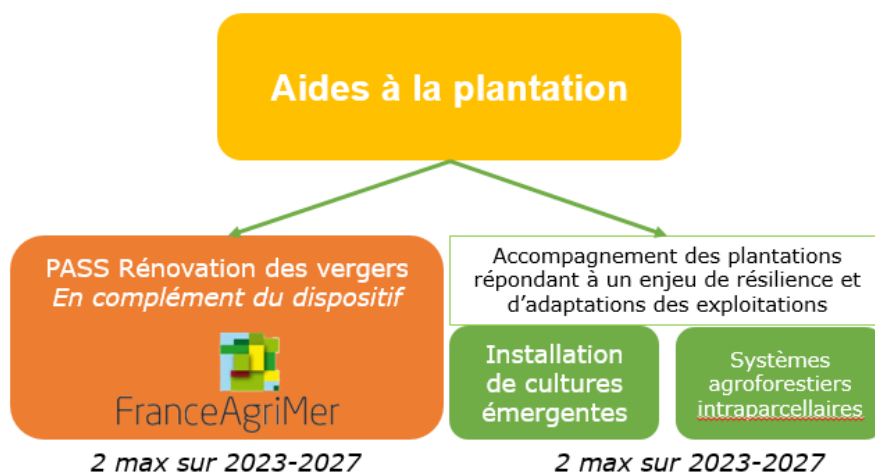 Aides à la plantation
PASS Rénovation des vergers
En complément du dispositif
FranceAgriMer
2 max sur 2023-2027
Accompagnement des plantations
répondant à un enjeu de résilience et
d’adaptations des exploitations
Installation
de cultures
émergentes
Systèmes
agroforestiers
intraparcellaires
2 max sur 2023-2027